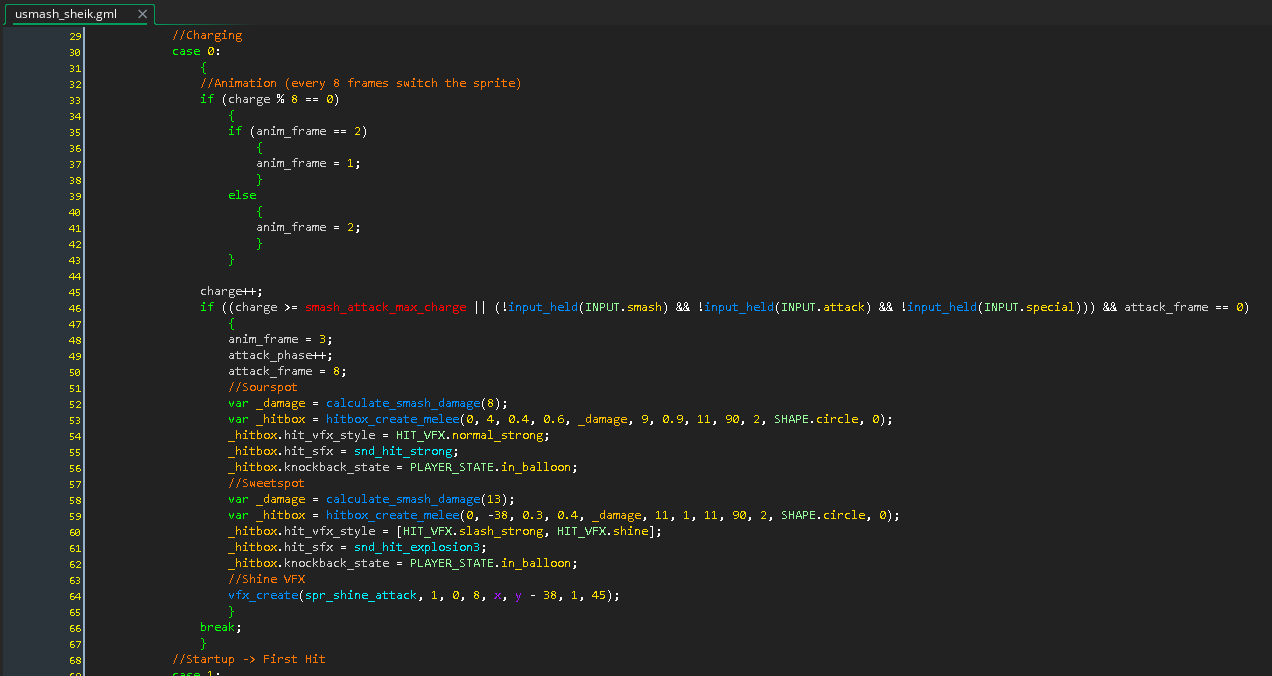 usmash_sheik.gml
29 //Charging
30 case 0:
31 {
32 //Animation (every 8 frames switch the sprite)
33 if (charge % 8 == 0)
34 {
35 if (anim_frame == 2)
36 {
37 anim_frame = 1;
38 }
39 else
40 {
41 anim_frame = 2;
42 }
43 }
44
45 charge++;
46 if ((charge >= smash_attack_max_charge || (!input_held(INPUT.smash) && !input_held(INPUT.attack) && !input_held(INPUT.special))) && attack_frame == 0)
47 {
48 anim_frame = 3;
49 attack_phase++;
50 attack_frame = 8;
51 //Sourspot
52 var _damage = calculate_smash_damage(8);
53 var _hitbox = hitbox_create_melee(0, 4, 0.4, 0.6, _damage, 9, 0.9, 11, 90, 2, SHAPE.circle, 0);
54 _hitbox.hit_vfx_style = HIT_VFX.normal_strong;
55 _hitbox.hit_sfx = snd_hit_strong;
56 _hitbox.knockback_state = PLAYER_STATE.in_balloon;
57 //Sweetspot
58 var _damage = calculate_smash_damage(13);
59 var _hitbox = hitbox_create_melee(0, -38, 0.3, 0.4, _damage, 11, 1, 11, 90, 2, SHAPE.circle, 0);
60 _hitbox.hit_vfx_style = [HIT_VFX.slash_strong, HIT_VFX.shine];
61 _hitbox.hit_sfx = snd_hit_explosion3;
62 _hitbox.knockback_state = PLAYER_STATE.in_balloon;
63 //Shine VFX
64 vfx_create(spr_shine_attack, 1, 0, 8, x, y - 38, 1, 45);
65 }
66 break;
67 }
68 //Startup -> First Hit
69 case 1: